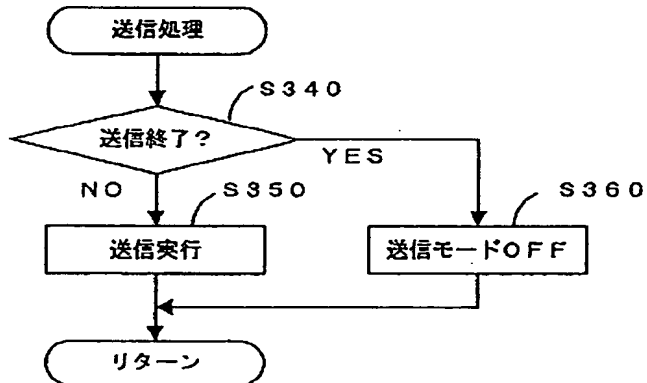 送信処理
S340
送信終了?
YES
NO
S350
S360
送信実行
送信モードOFF
リターン